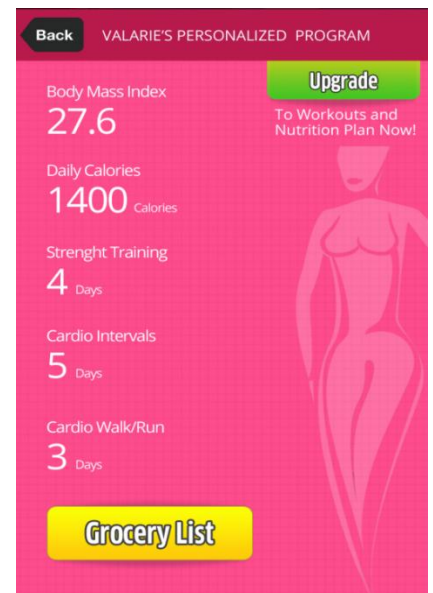 Back
VALARIE'S PERSONALIZED PROGRAM
Upgrade
To Workouts and
Nutrition Plan Now!
Body Mass Index
27.6
Daily Calories
1400 Calories
Strenght Training
4 Days
Cardio Intervals
5 Days
Cardio Walk/Run
3 Days
Grocery List